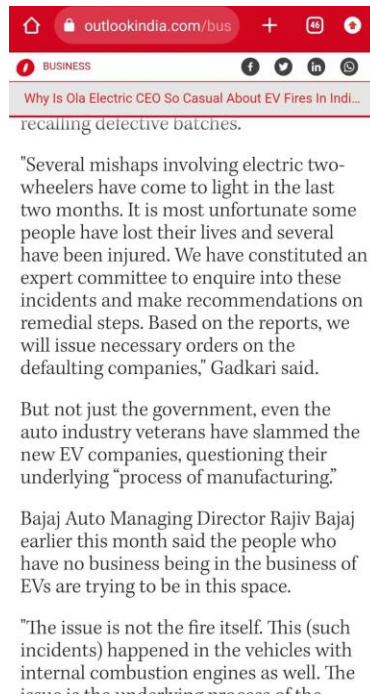 outlookindia.com/bus
46
BUSINESS
Why Is Ola Electric CEO So Casual About EV Fires In Indi...
recalling defective batches.
"Several mishaps involving electric two-
wheelers have come to light in the last
two months. It is most unfortunate some
people have lost their lives and several
have been injured. We have constituted an
expert committee to enquire into these
incidents and make recommendations on
remedial steps. Based on the reports, we
will issue necessary orders on the
defaulting companies," Gadkari said.
But not just the government, even the
auto industry veterans have slammed the
new EV companies, questioning their
underlying “process of manufacturing.”
Bajaj Auto Managing Director Rajiv Bajaj
earlier this month said the people who
have no business being in the business of
EVs are trying to be in this space.
"The issue is not the fire itself. This (such
incidents) happened in the vehicles with
internal combustion engines as well. The
issue is the underlying process of the